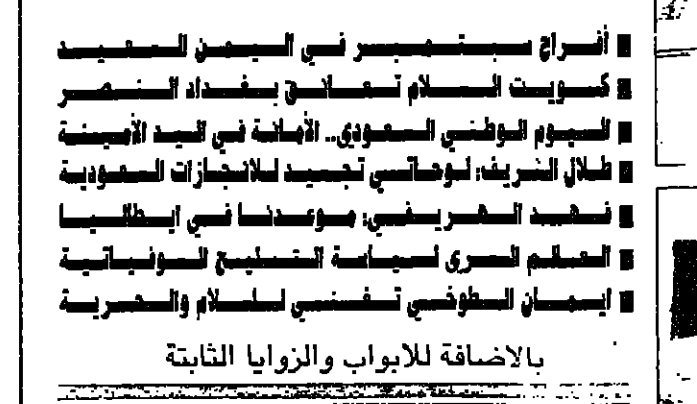 أفراح سبتمبر في اليمن السعيد
كويت السلام تعانق بغداد النصر
اليوم الوطني السعودي.. الأمانة في اليد الأمينة
طلال الشريف: لوحاتي تجسيد للانجازات السعودية
فهد الهريفي: موعدنا في ايطاليا
العالم السري لسياسة التسليح السوفياتية
ايمان الطوخي تغني للسلام والحرية
بالاضافة للابواب والزوايا الثابتة